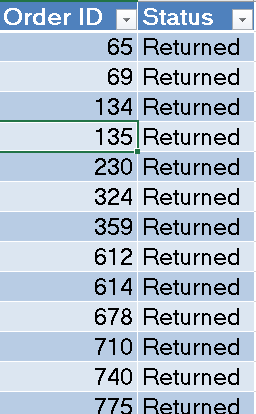 Order ID Status
65 Returned
69 Returned
134 Returned
135 Returned
230 Returned
324 Returned
359 Returned
612 Returned
614 Returned
678 Returned
710 Returned
740 Returned
775 Returned